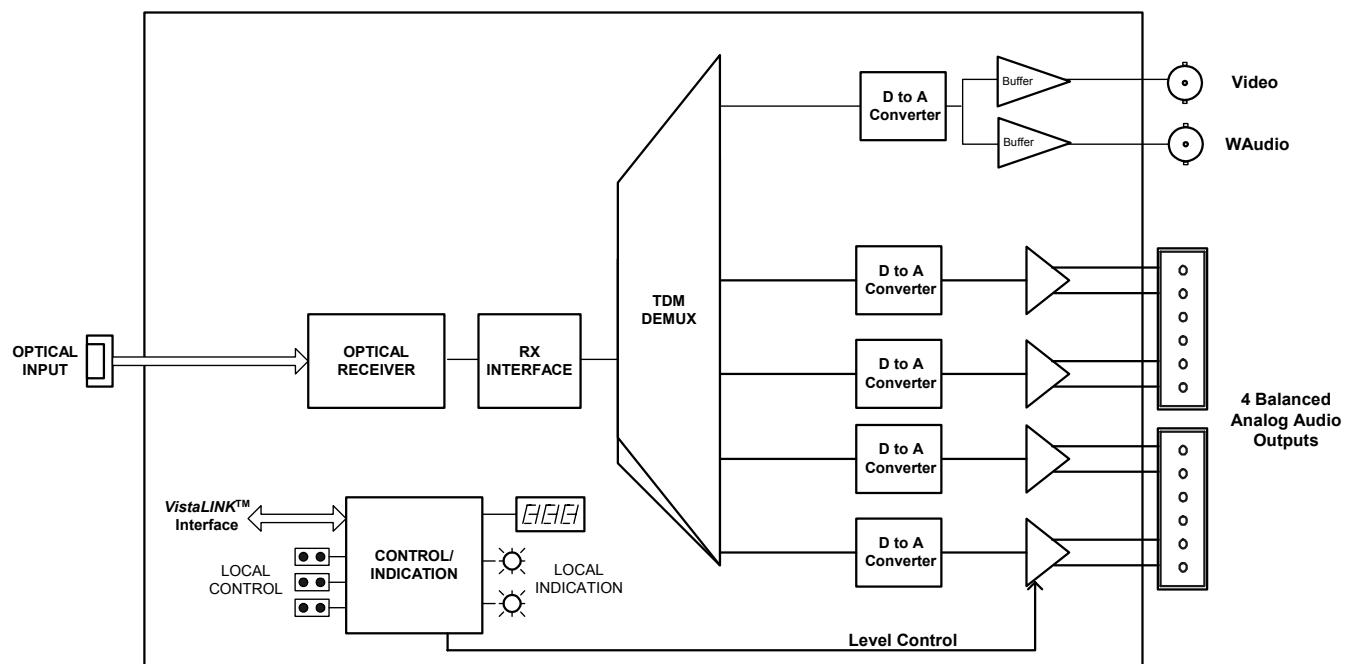 D to A
Converter
Buffer
Buffer
Video
WAudio
D to A
Converter
TDM
DEMUX
OPTICAL
INPUT
OPTICAL
RECEIVER
RX
INTERFACE
D to A
Converter
4 Balanced
Analog Audio
Outputs
D to A
Converter
VistaLINK™
Interface
CONTROL/
INDICATION
LOCAL
CONTROL
LOCAL
INDICATION
D to A
Converter
Level Control